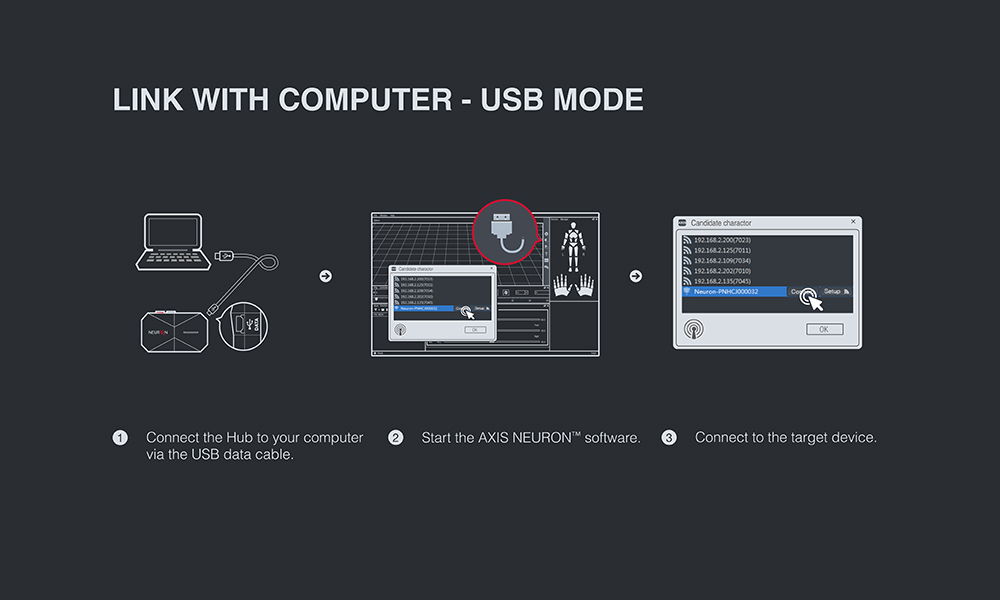 LINK WITH COMPUTER - USB MODE
NEURON
DATA
Candidate charactor
192.168.2.200(7023)
192.168.2.125(7011)
192.168.2.109(7034)
192.168.2.202(7010)
192.168.2.135(7045)
Neuron-PNHCJ000032
Setup
OK
Candidate charactor ×
192.168.2.200(7023)
192.168.2.125(7011)
192.168.2.109(7034)
192.168.2.202(7010)
192.168.2.135(7045)
Neuron-PNHCJ000032 Setup
OK
1 Connect the Hub to your computer
via the USB data cable.
2 Start the AXIS NEURON™ software.
3 Connect to the target device.